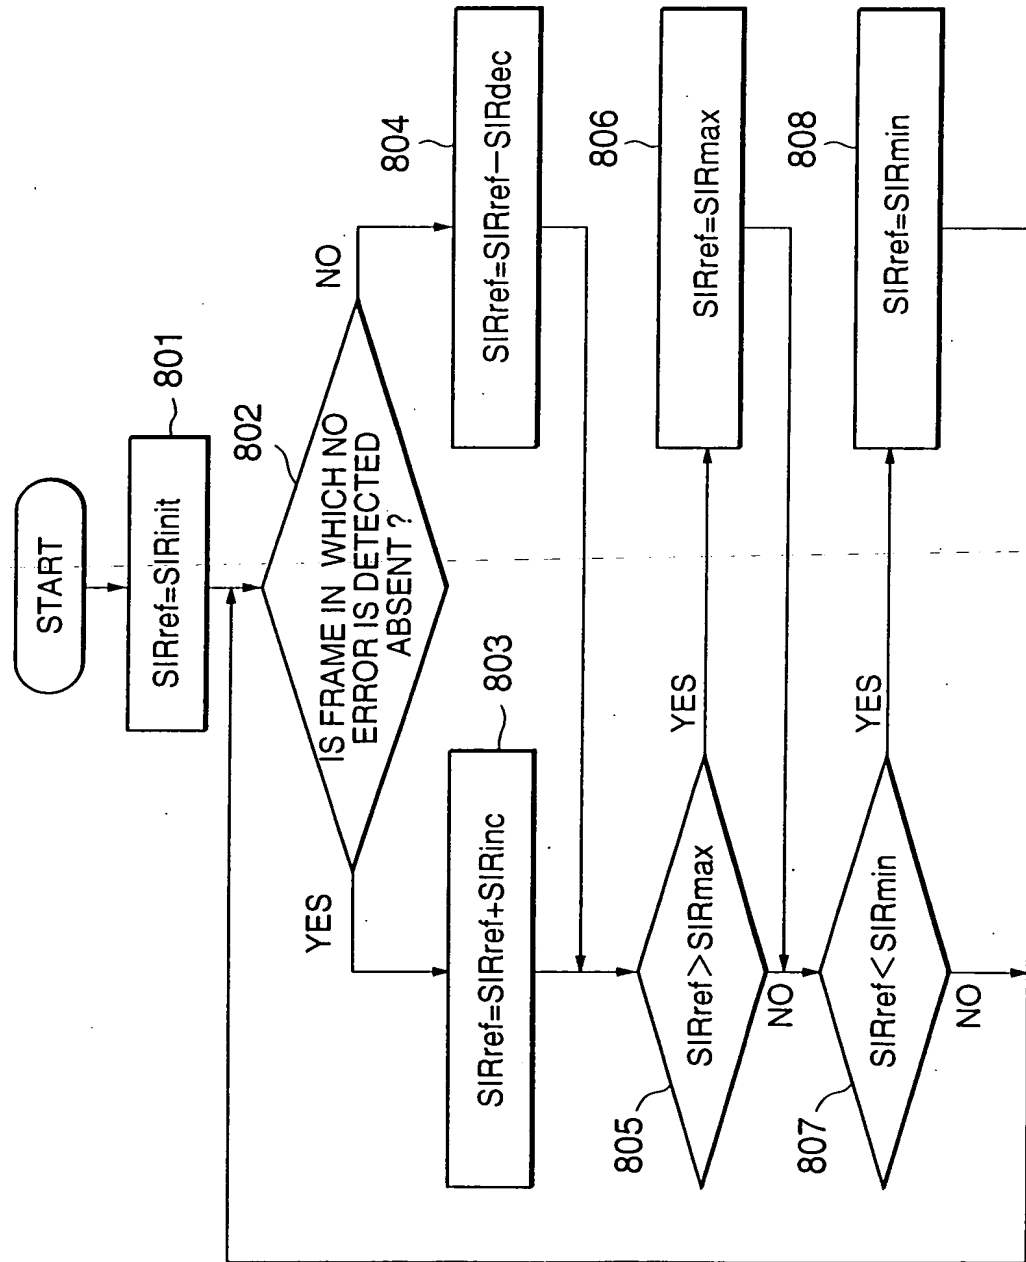 START
SIRref=SIRinit
801
802
IS FRAME IN WHICH NO
ERROR IS DETECTED
ABSENT ?
YES
NO
803
SIRref=SIRref+SIRinc
804
SIRref=SIRref−SIRdec
805
SIRref>SIRmax
YES
NO
806
SIRref=SIRmax
807
SIRref<SIRmin
YES
NO
808
SIRref=SIRmin